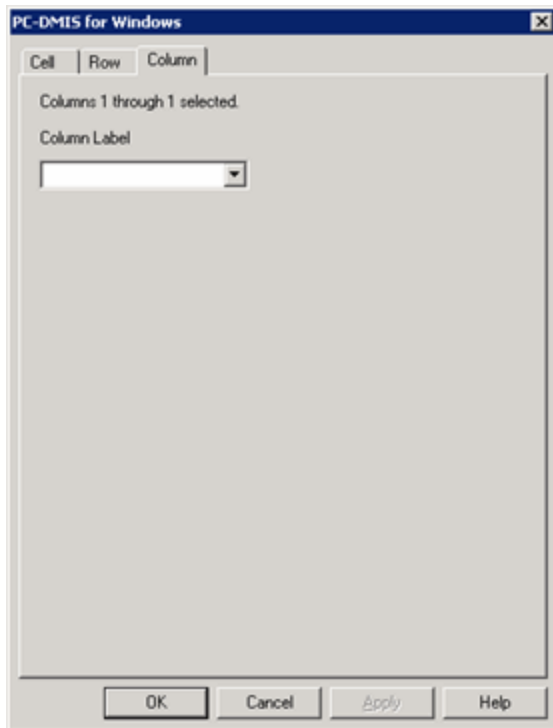 PC-DMIS for Windows
Cell Row Column
Columns 1 through 1 selected.
Column Label
OK Cancel Apply Help